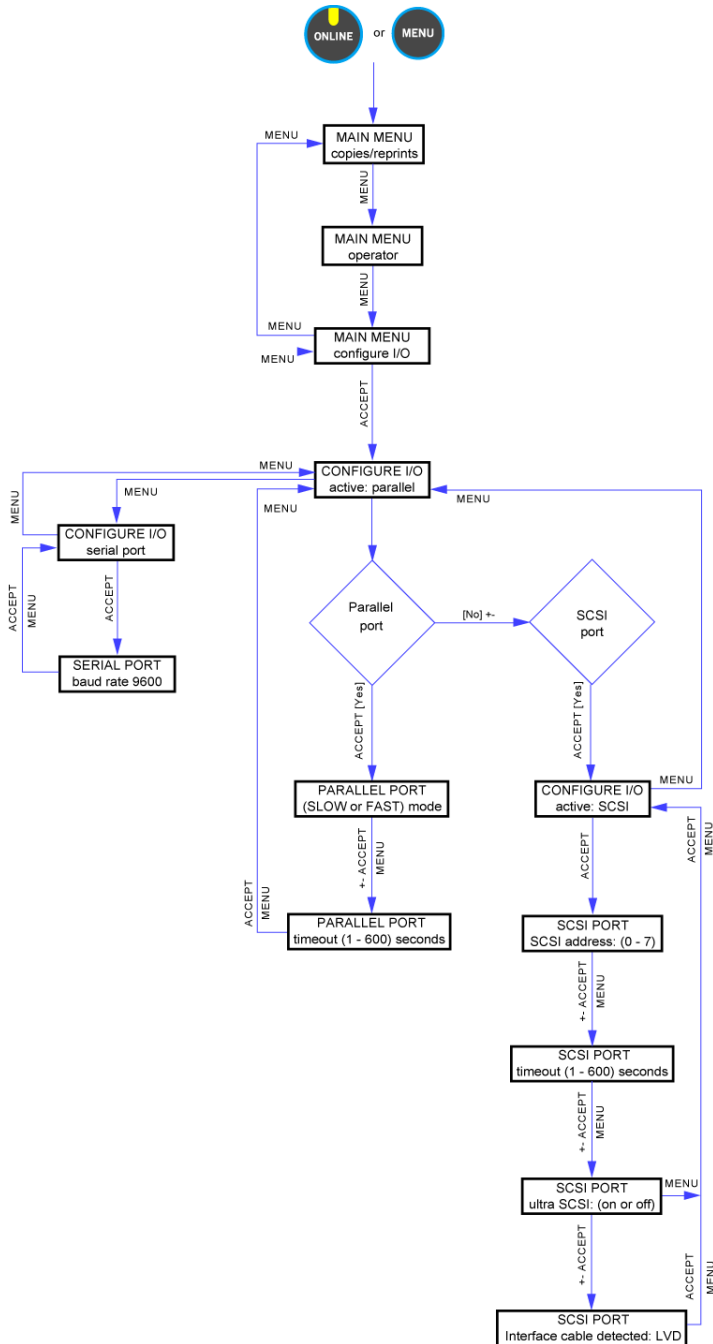 ONLINE
or
MENU
MENU
MAIN MENU
copies/reprints
MENU
MAIN MENU
operator
MENU
MENU
MAIN MENU
configure I/O
MENU
ACCEPT
MENU
CONFIGURE I/O
active: parallel
MENU
MENU
MENU
MENU
CONFIGURE I/O
serial port
ACCEPT
MENU
ACCEPT
SERIAL PORT
baud rate 9600
Parallel
port
[No] +-
SCSI
port
ACCEPT [Yes]
ACCEPT [Yes]
PARALLEL PORT
(SLOW or FAST) mode
CONFIGURE I/O
active: SCSI
MENU
+- ACCEPT
MENU
ACCEPT
ACCEPT
MENU
ACCEPT
MENU
PARALLEL PORT
timeout (1 - 600) seconds
SCSI PORT
SCSI address: (0 - 7)
+- ACCEPT
MENU
SCSI PORT
timeout (1 - 600) seconds
+- ACCEPT
MENU
SCSI PORT
ultra SCSI: (on or off)
MENU
+- ACCEPT
ACCEPT
MENU
SCSI PORT
Interface cable detected: LVD